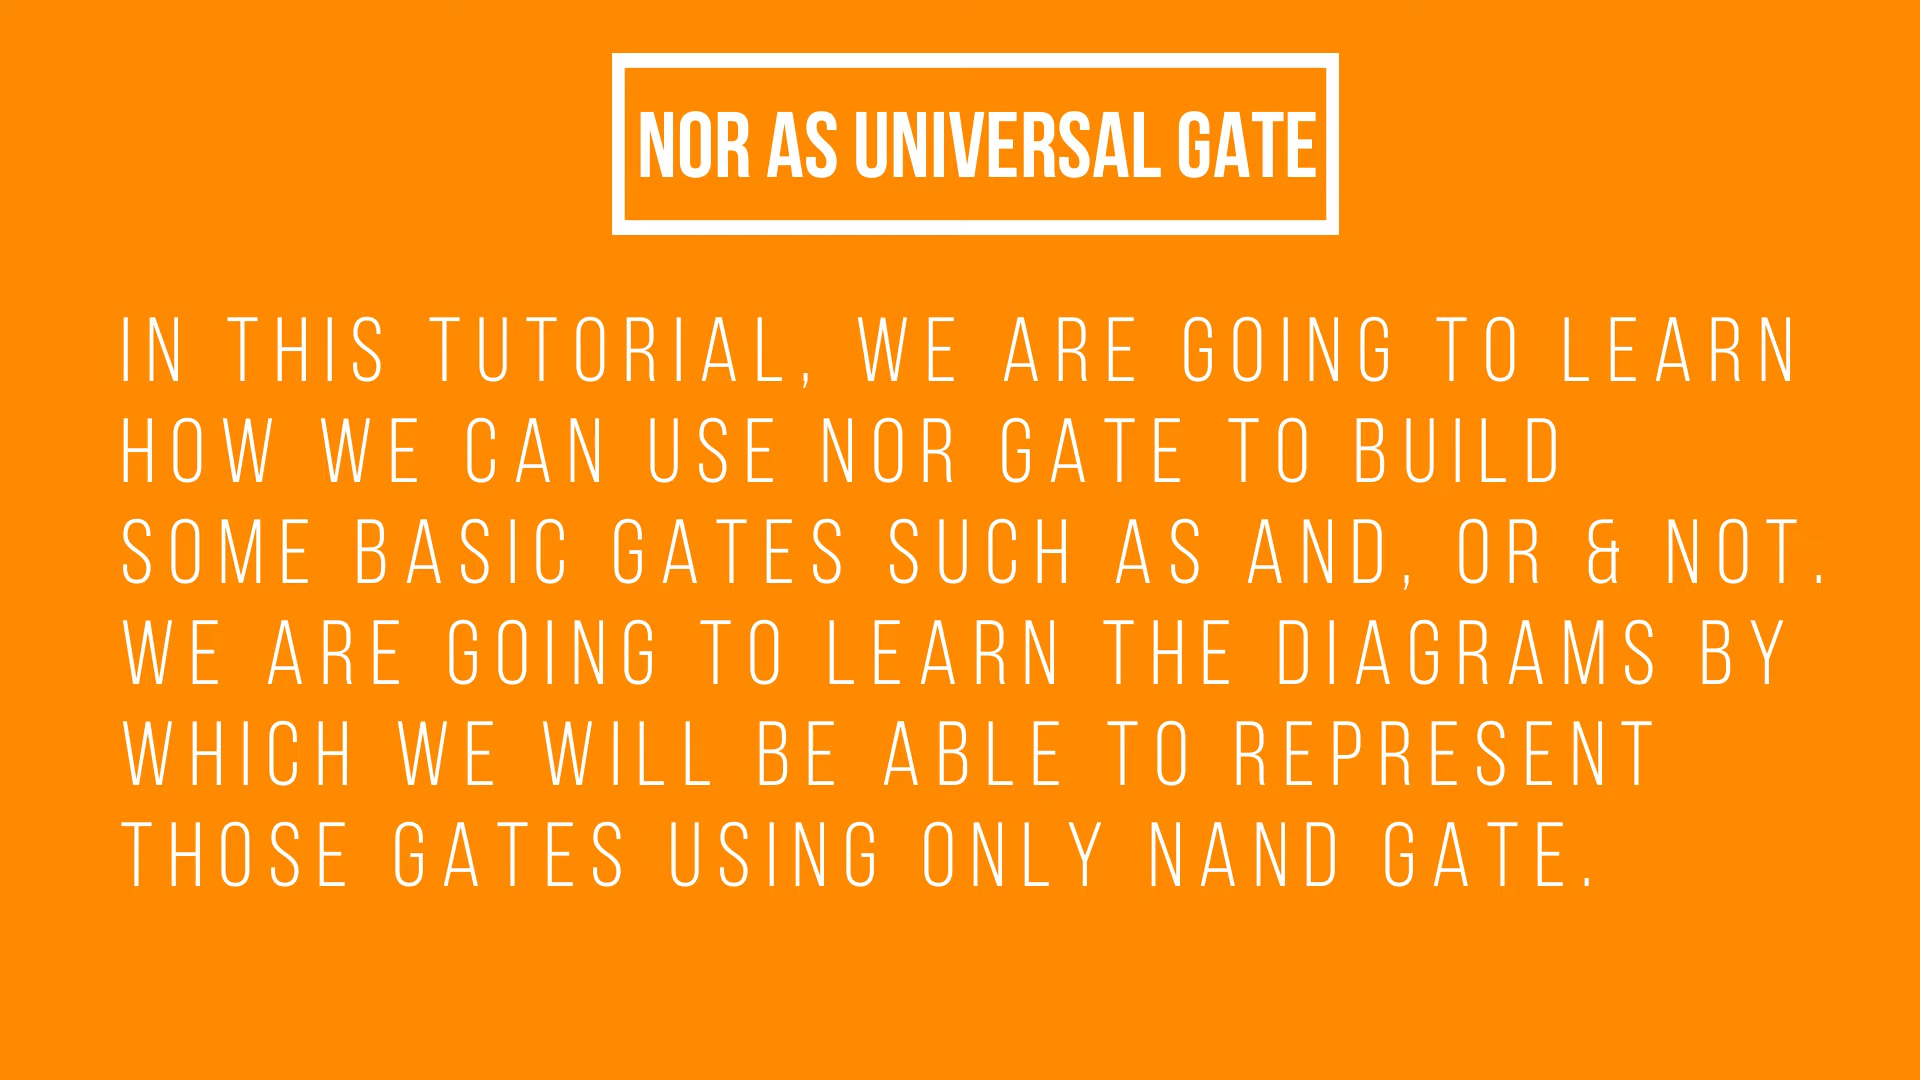 NOR AS UNIVERSAL GATE
IN THIS TUTORIAL, WE ARE GOING TO LEARN
HOW WE CAN USE NOR GATE TO BUILD
SOME BASIC GATES SUCH AS AND, OR & NOT.
WE ARE GOING TO LEARN THE DIAGRAMS BY
WHICH WE WILL BE ABLE TO REPRESENT
THOSE GATES USING ONLY NAND GATE.